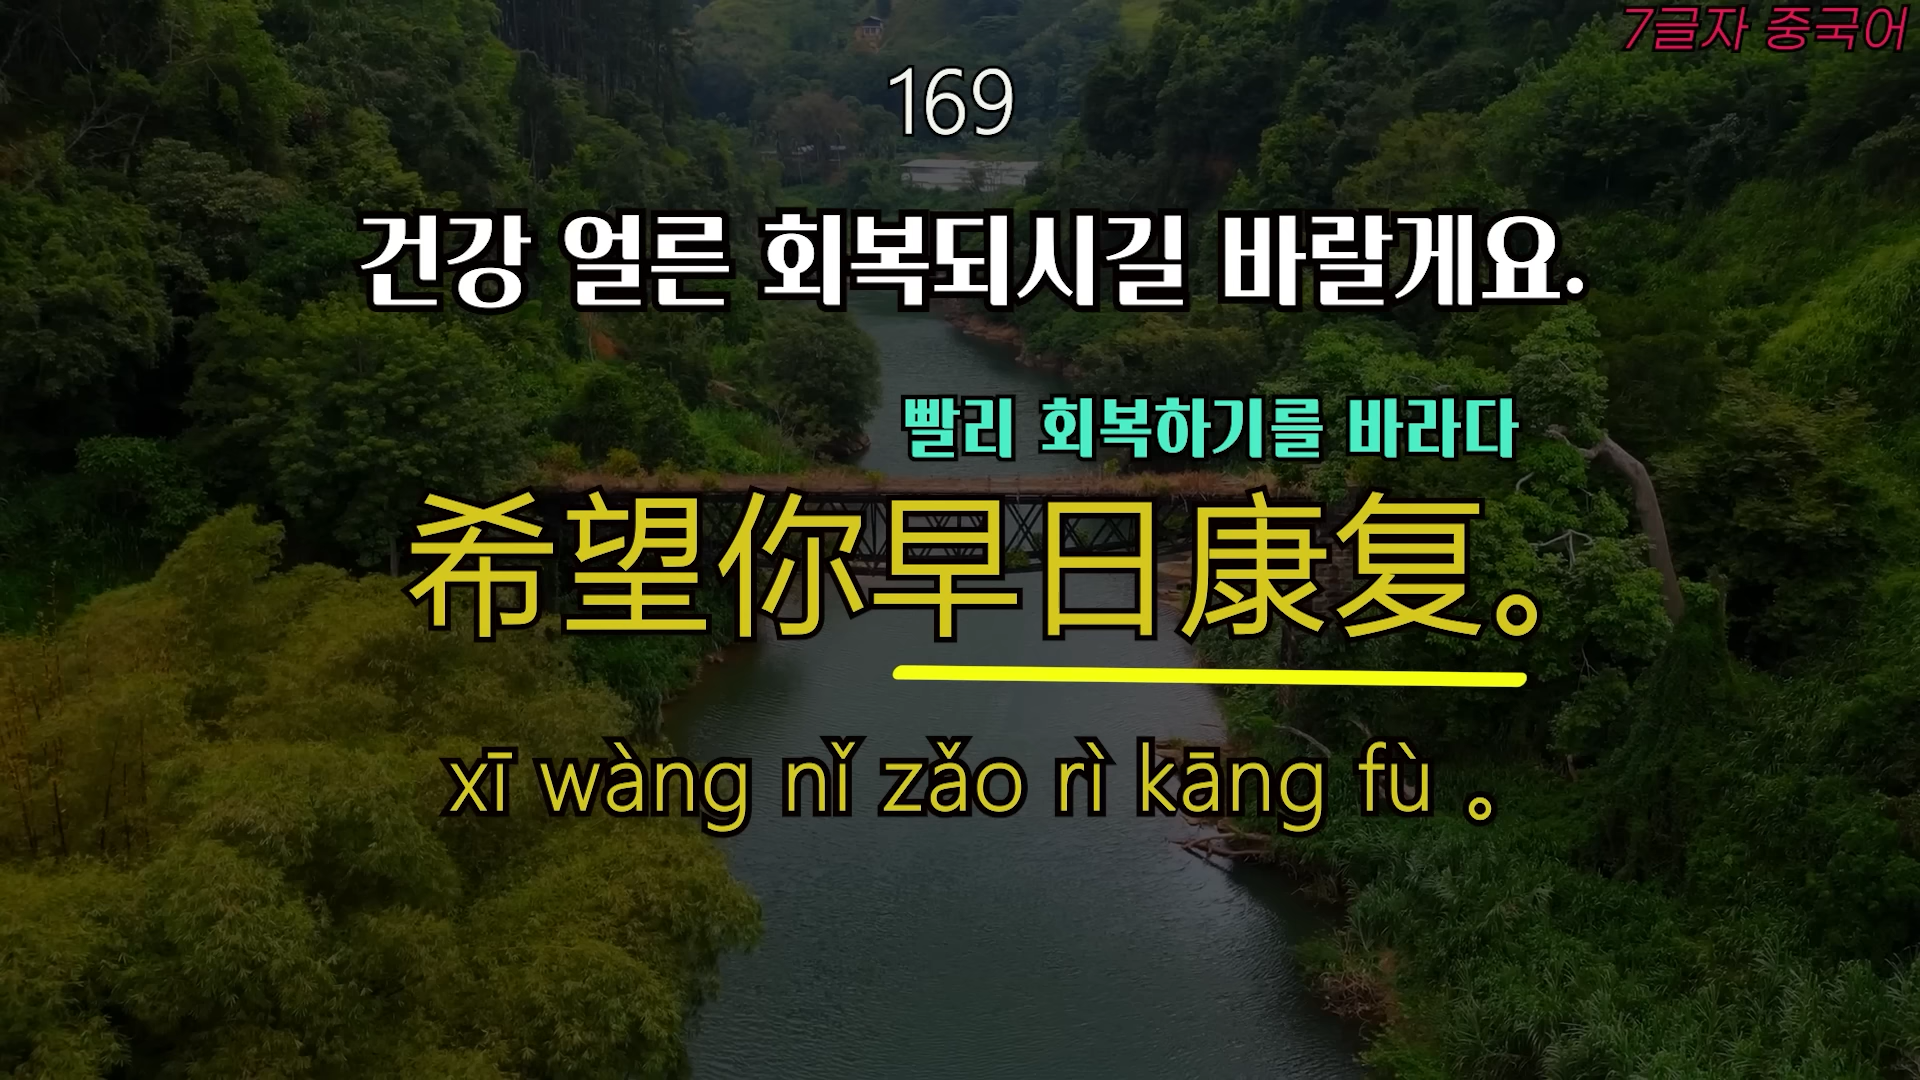 7글자 중국어
169
건강 얼른 회복되시길 바랄게요.
빨리 회복하기를 바라다
希望你早日康复。
xī wàng nǐ zǎo rì kāng fù 。